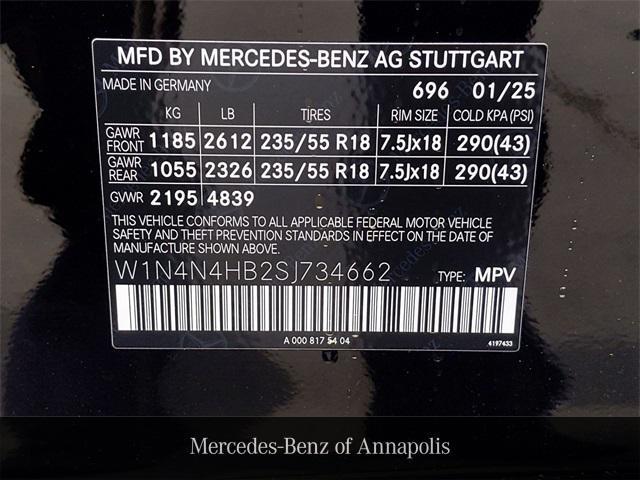 MFD BY MERCEDES-BENZ AG STUTTGART
MADE IN GERMANY 696 01/25
KG LB TIRES RIM SIZE COLD KPA(PSI)
GAWR FRONT 1185 2612 235/55 R18 7.5Jx18 290(43)
GAWR REAR 1055 2326 235/55 R18 7.5Jx18 290(43)
GVWR 2195 4839
THIS VEHICLE CONFORMS TO ALL APPLICABLE FEDERAL MOTOR VEHICLE
SAFETY AND THEFT PREVENTION STANDARDS IN EFFECT ON THE DATE OF
MANUFACTURE SHOWN ABOVE.
W1N4N4HB2SJ734662 TYPE: MPV
A 000 817 54 04
4197433
Mercedes-Benz of Annapolis